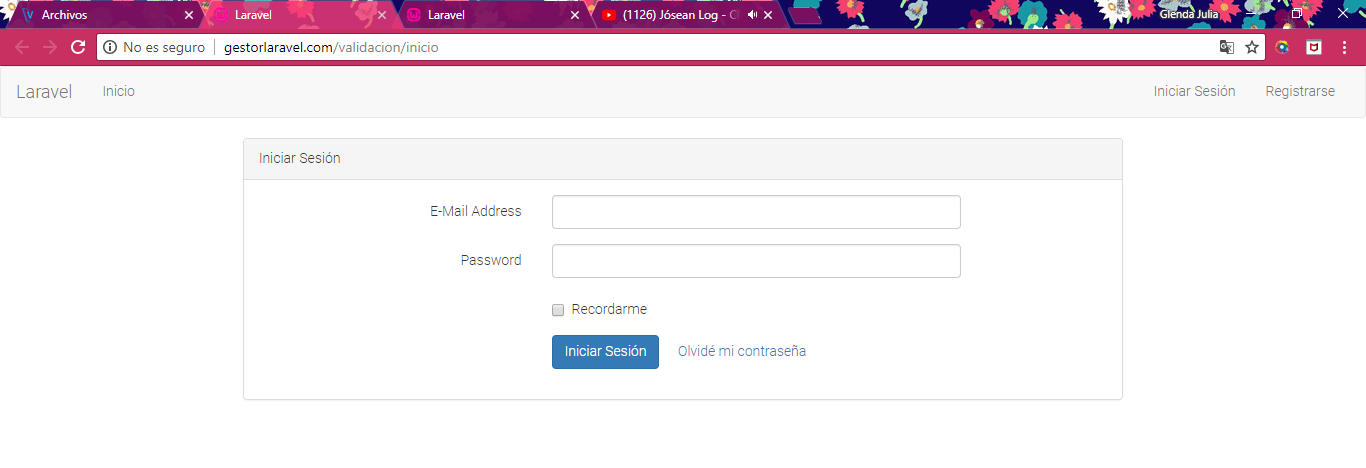 Archivos
Laravel
Laravel
(1126) Jósean Log - 
Glenda Julia
No es seguro
gestorlaravel.com/validacion/inicio
Laravel
Inicio
Iniciar Sesión
Registrarse
Iniciar Sesión
E-Mail Address
Password
Recordarme
Iniciar Sesión
Olvidé mi contraseña